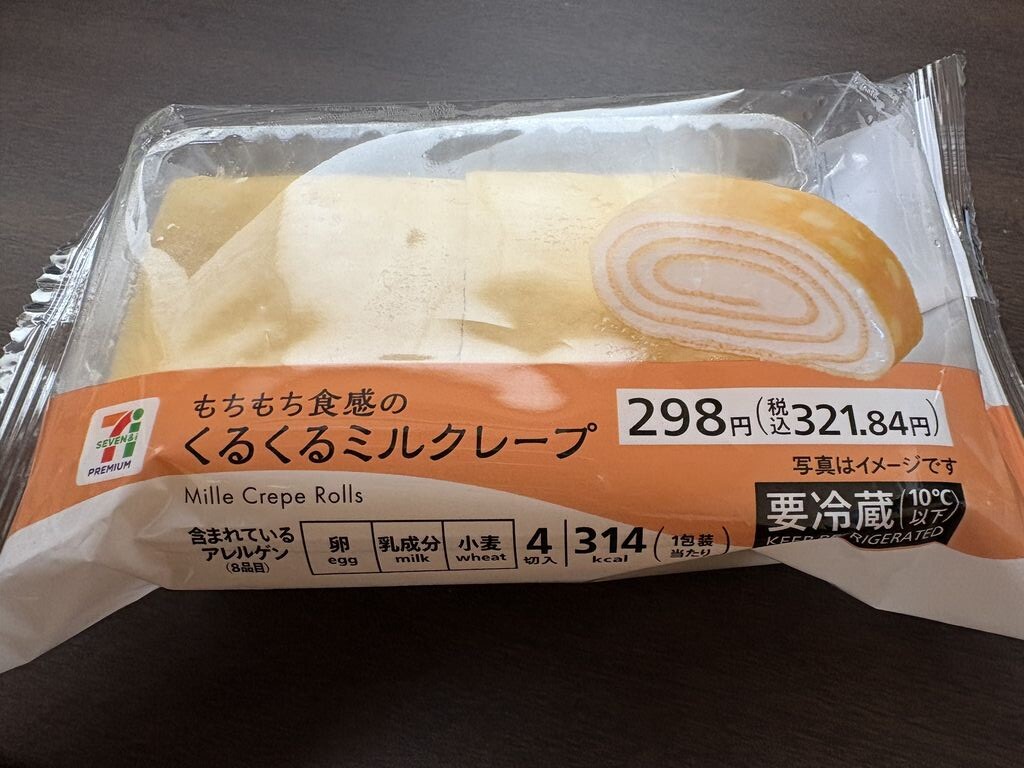 もちもち食感の
くるくるミルクレープ
Mille Crepe Rolls
SEVEN&i
PREMIUM
298円(税込321.84円)
写真はイメージです
要冷蔵(10℃以下)
KEEP REFRIGERATED
含まれている
アレルゲン
(8品目)
卵 乳成分 小麦
egg milk wheat
4切入
314kcal(1包装当たり)